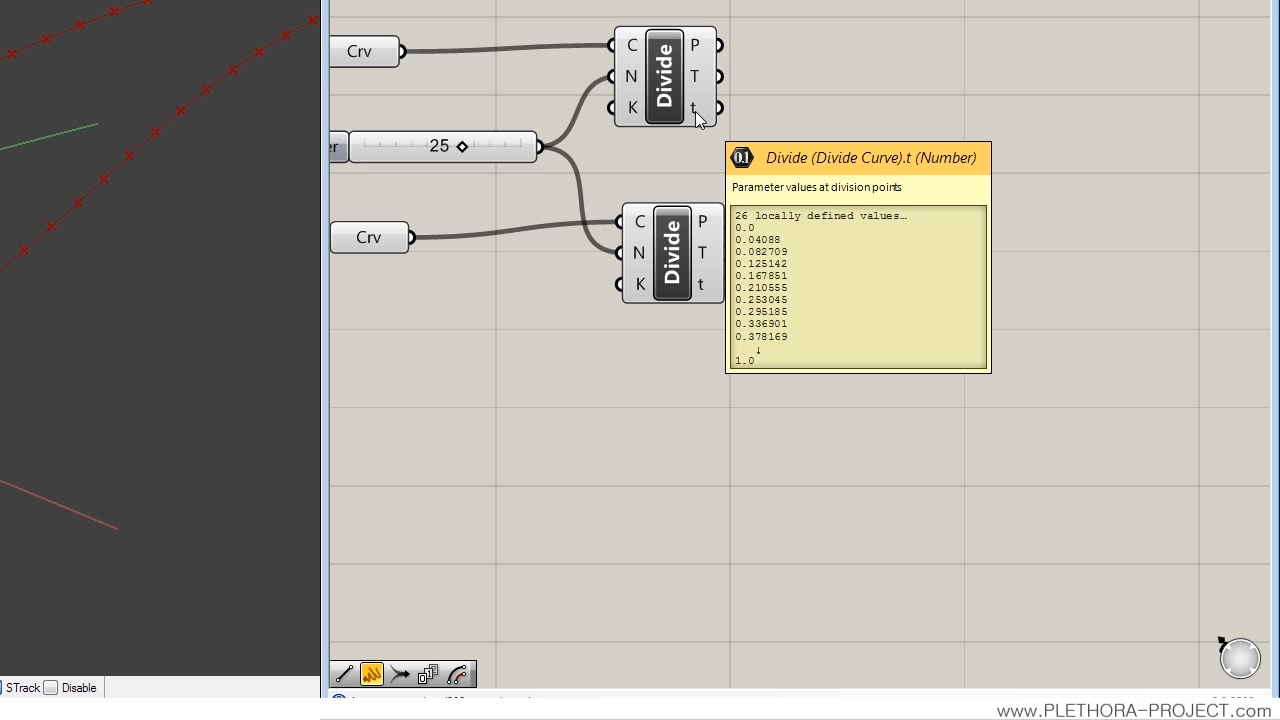 Crv
C
N
K
Divide
P
T
t
er
25
Crv
C
N
K
Divide
P
T
t
0.1
Divide (Divide Curve).t (Number)
Parameter values at division points
26 locally defined values…
0.0
0.04088
0.082709
0.125142
0.167851
0.210555
0.253045
0.295185
0.336901
0.378169
↓
1.0
STrack
Disable
www.PLETHORA-PROJECT.com